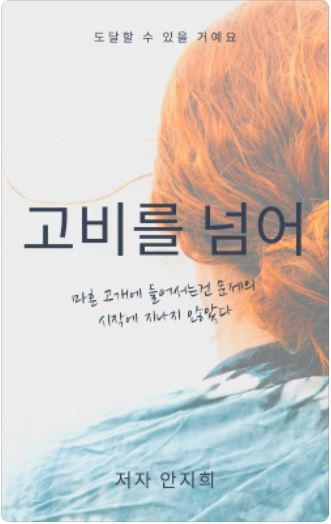 도달할 수 있을 거예요
고비를 넘어
마흔 고개에 들어서는건 문제의
시작에 지나지 않았다
저자 안지희